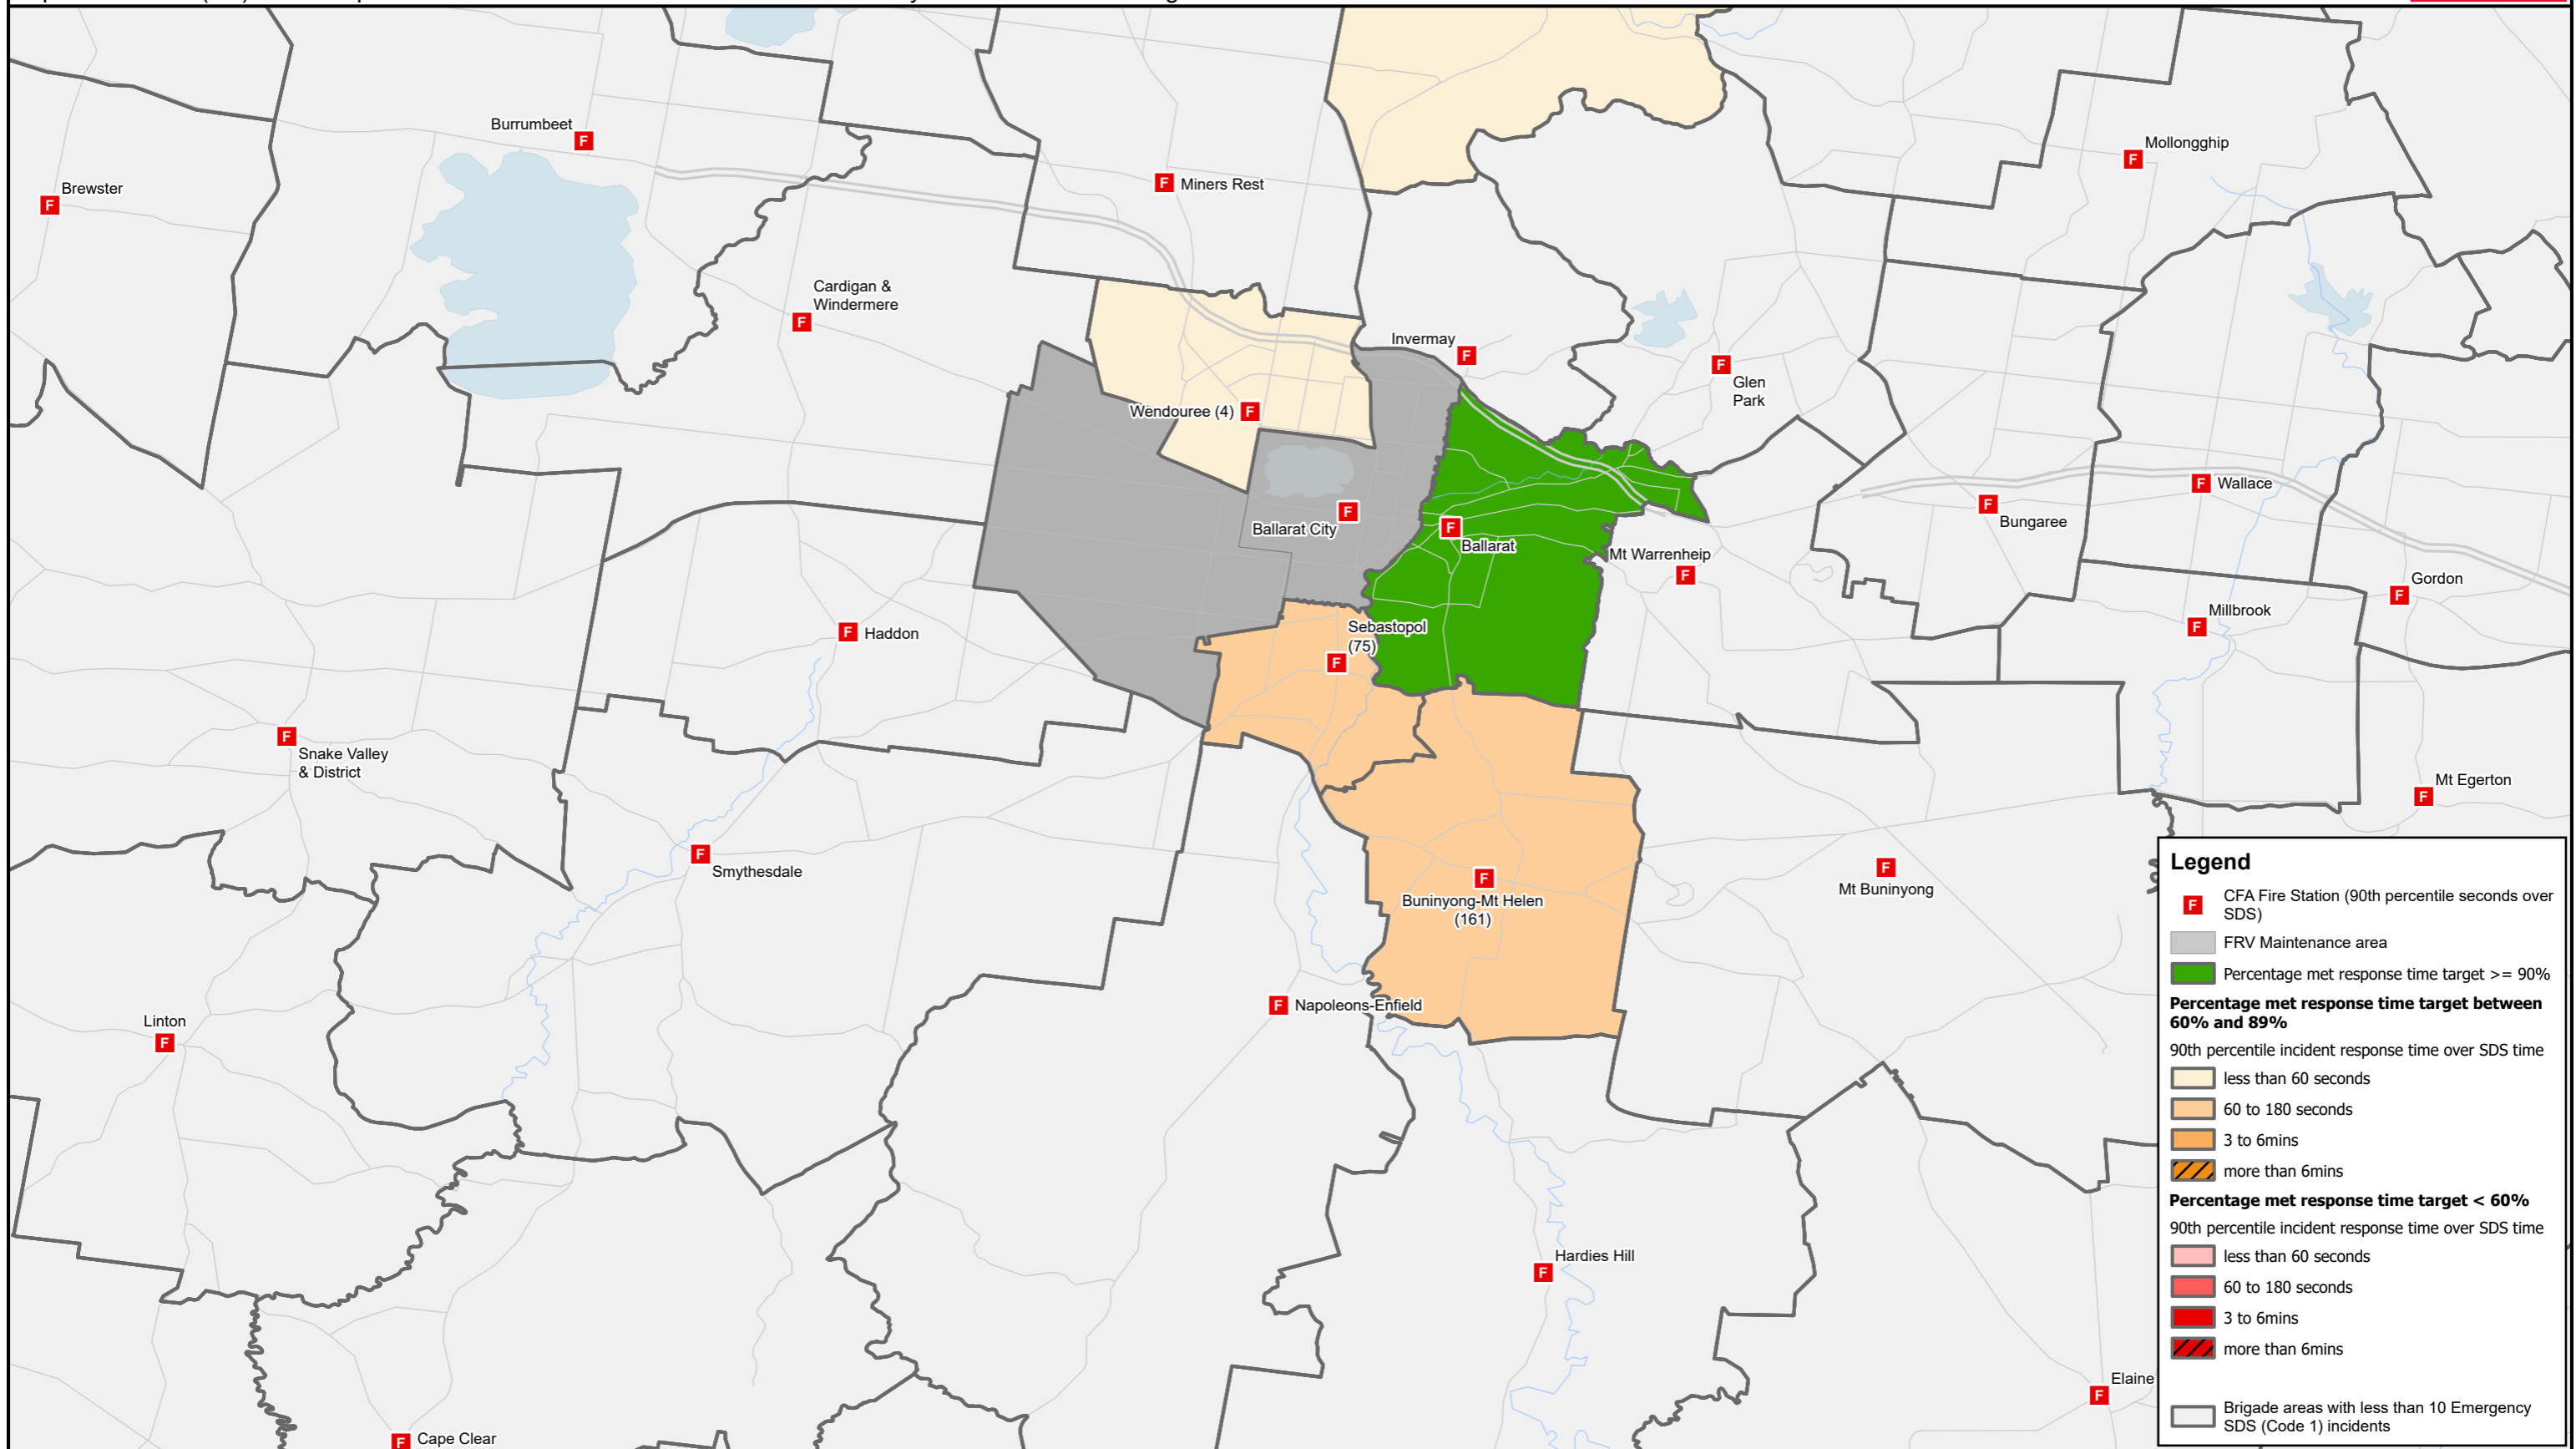 Burrumbeet
Mollongghip
Brewster
Miners Rest
Cardigan &
Windermere
Invermay
Glen
Park
Wendouree (4)
Wallace
Bungaree
Ballarat City
Ballarat
Mt Warrenheip
Gordon
Millbrook
Haddon
Sebastopol
(75)
Snake Valley
& District
Mt Egerton
Smythesdale
Mt Buninyong
Buninyong-Mt Helen
(161)
Napoleons-Enfield
Linton
Hardies Hill
Elaine
Cape Clear
Legend
F CFA Fire Station (90th percentile seconds over
SDS)
FRV Maintenance area
Percentage met response time target >= 90%
Percentage met response time target between
60% and 89%
90th percentile incident response time over SDS time
less than 60 seconds
60 to 180 seconds
3 to 6mins
more than 6mins
Percentage met response time target < 60%
90th percentile incident response time over SDS time
less than 60 seconds
60 to 180 seconds
3 to 6mins
more than 6mins
Brigade areas with less than 10 Emergency
SDS (Code 1) incidents